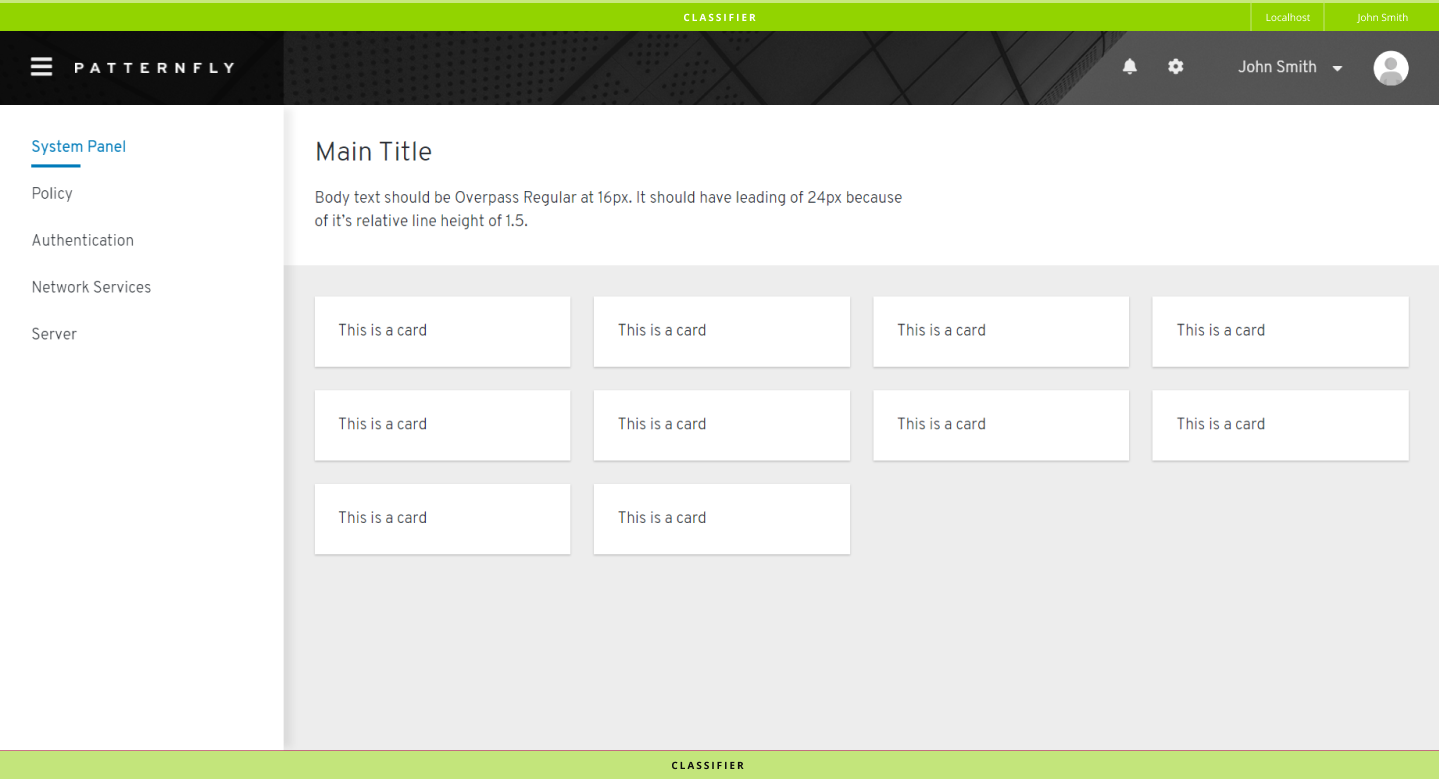 CLASSIFIER
Localhost
John Smith
PATTERNFLY
John Smith
System Panel
Policy
Authentication
Network Services
Server
Main Title
Body text should be Overpass Regular at 16px. It should have leading of 24px because
of it’s relative line height of 1.5.
This is a card
This is a card
This is a card
This is a card
This is a card
This is a card
This is a card
This is a card
This is a card
This is a card
CLASSIFIER